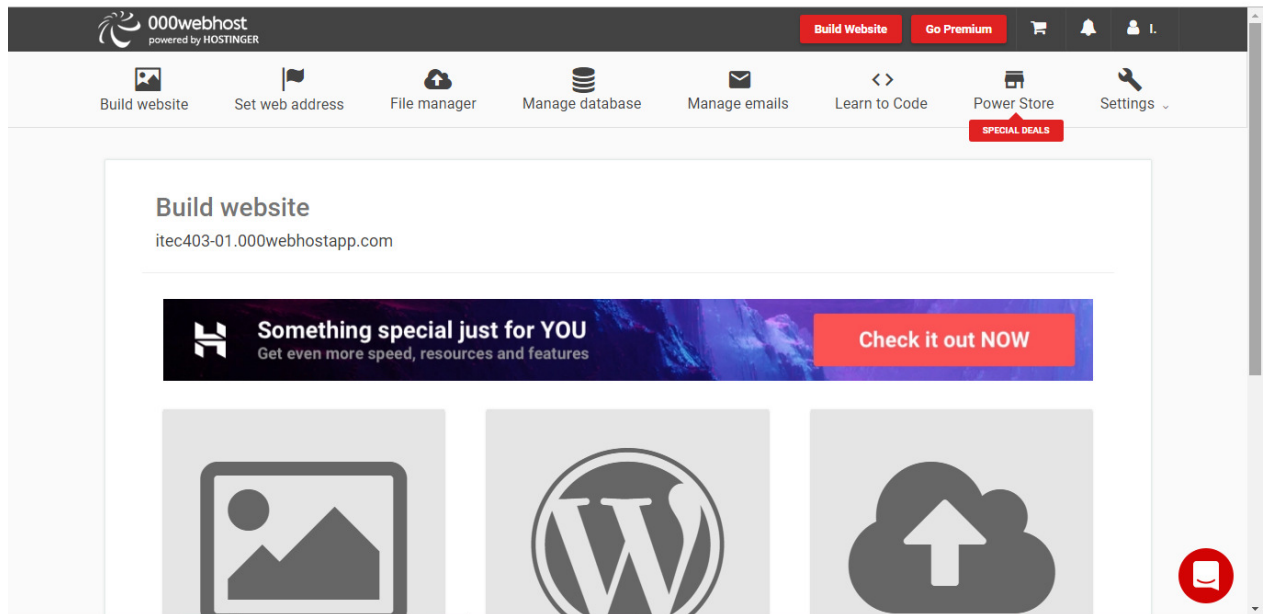 000webhost
powered by HOSTINGER
Build Website
Go Premium
I.
Build website
Set web address
File manager
Manage database
Manage emails
Learn to Code
Power Store
Settings
SPECIAL DEALS
Build website
itec403-01.000webhostapp.com
Something special just for YOU
Get even more speed, resources and features
Check it out NOW